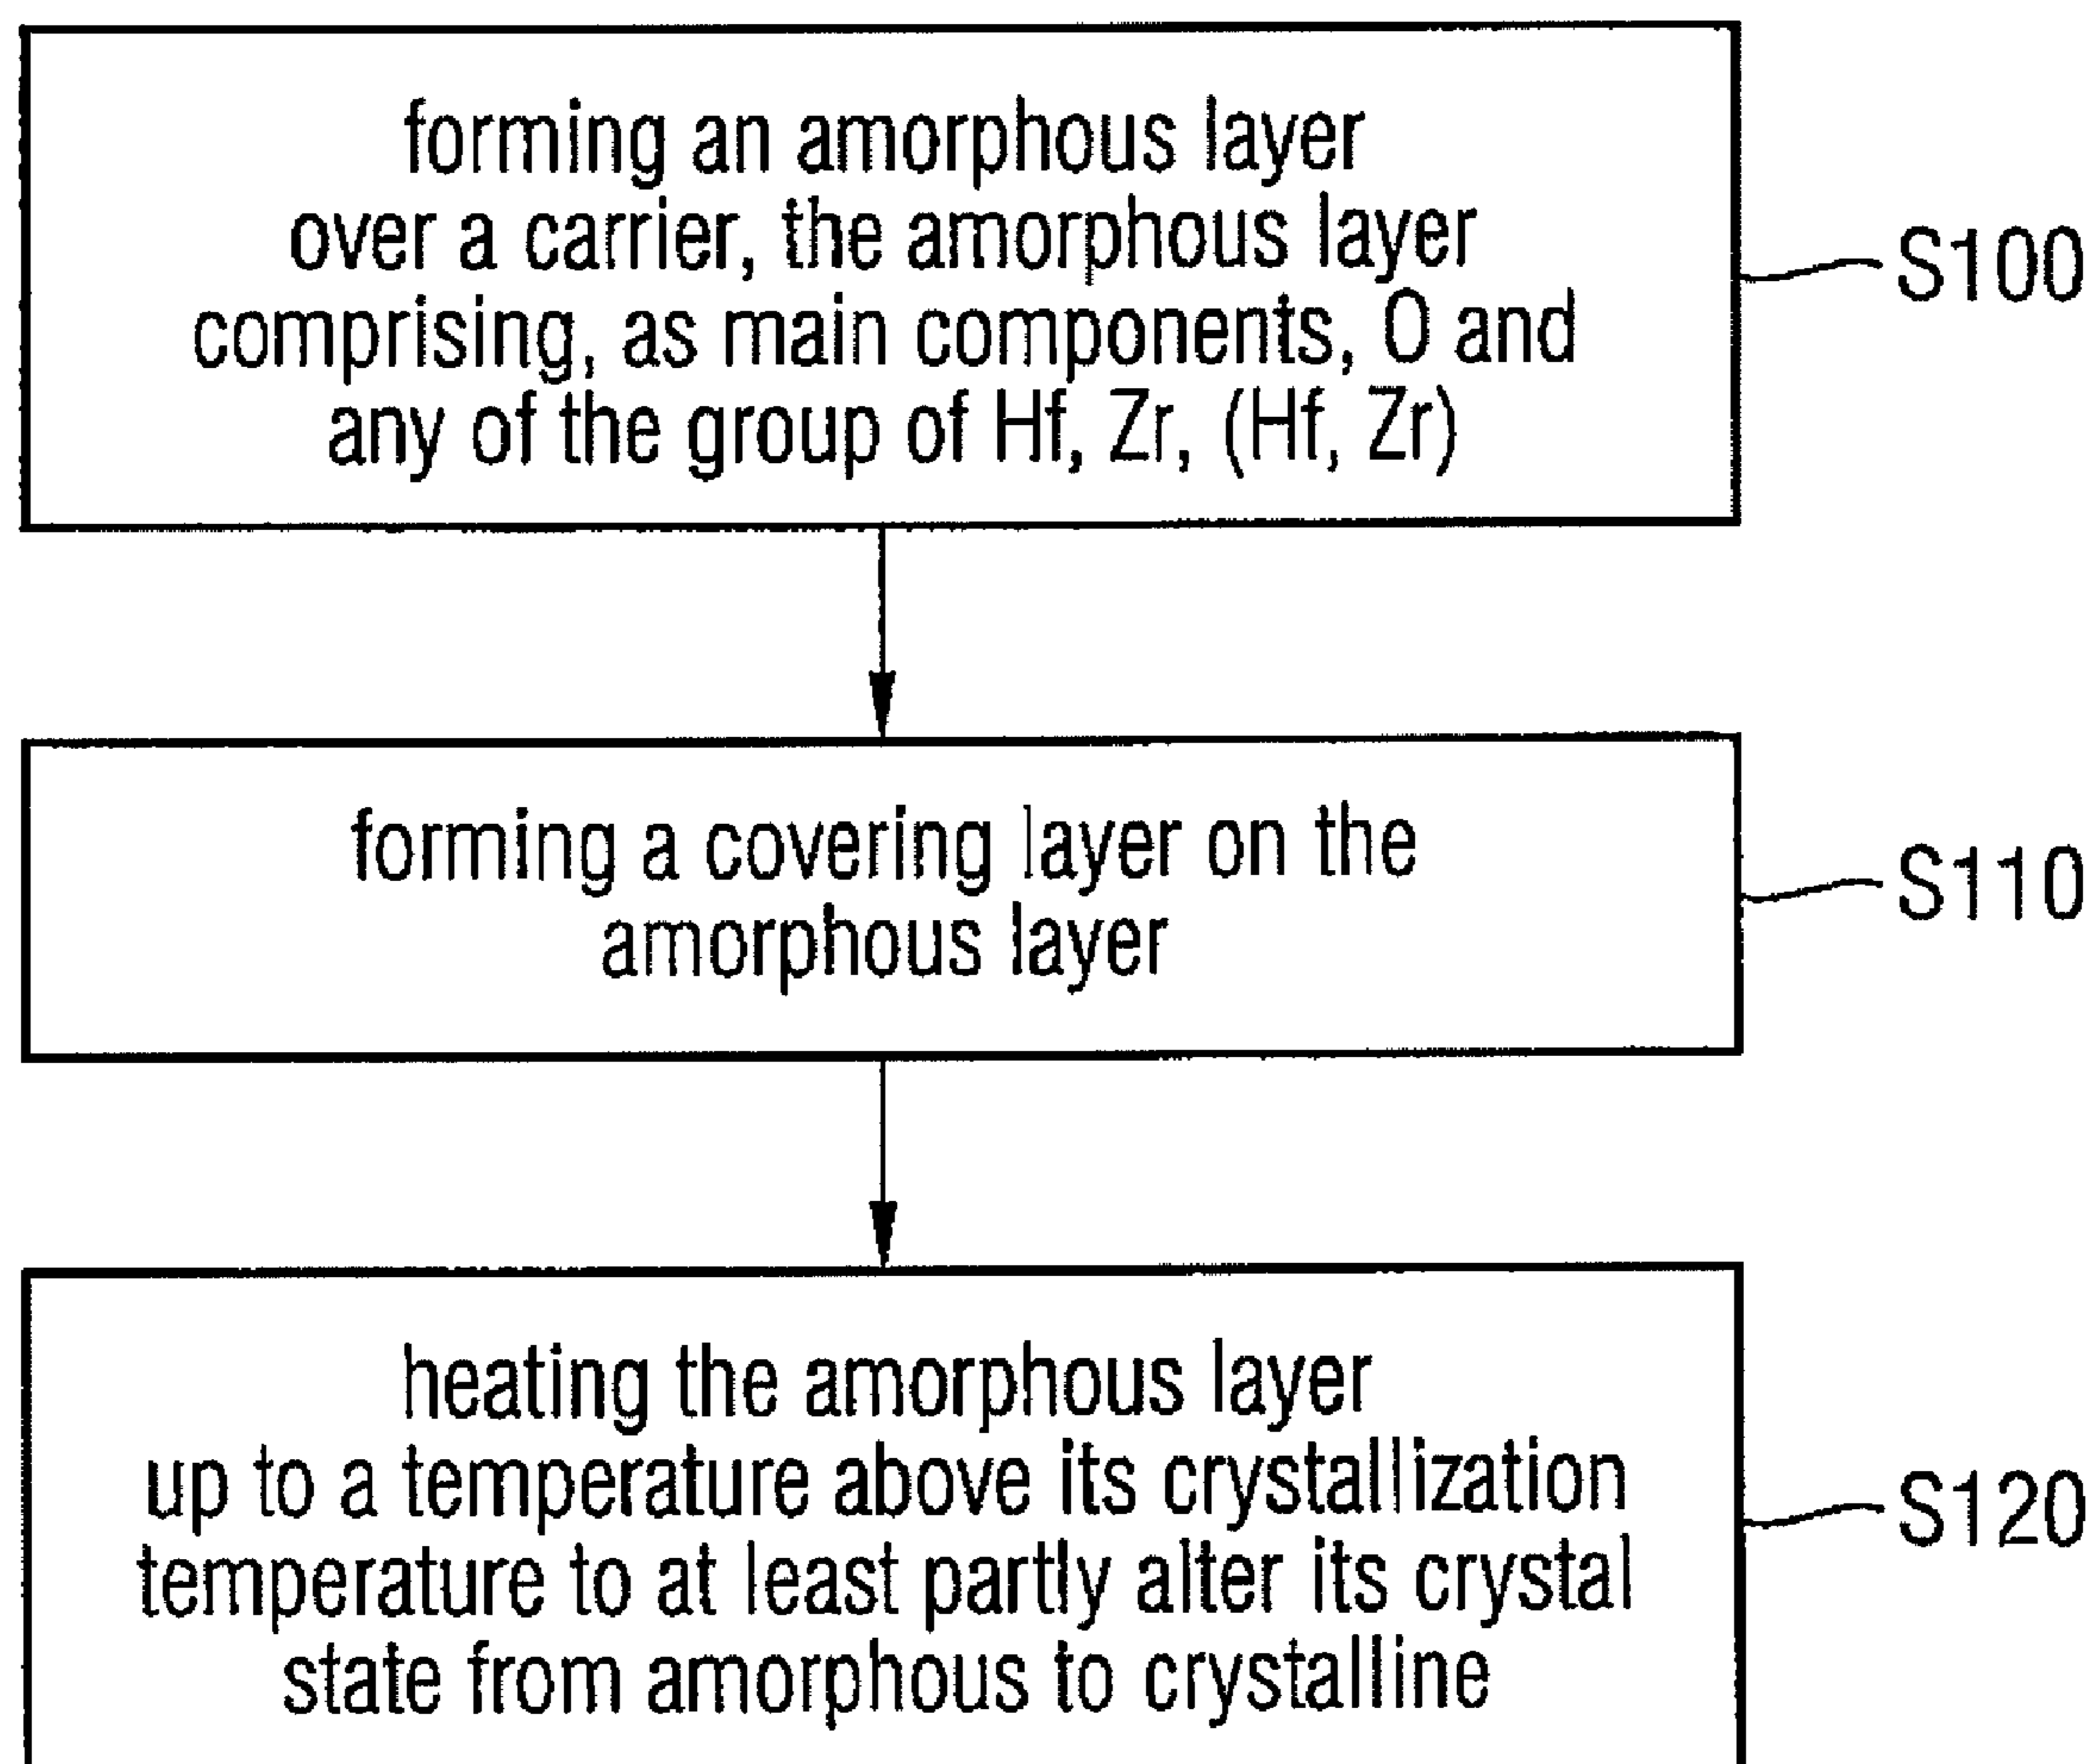 forming an amorphous layer
over a carrier, the amorphous layer
comprising, as main components, O and
any of the group of Hf, Zr, (Hf, Zr)
S100
forming a covering layer on the
amorphous layer
S110
heating the amorphous layer
up to a temperature above its crystallization
temperature to at least partly alter its crystal
state from amorphous to crystalline
S120